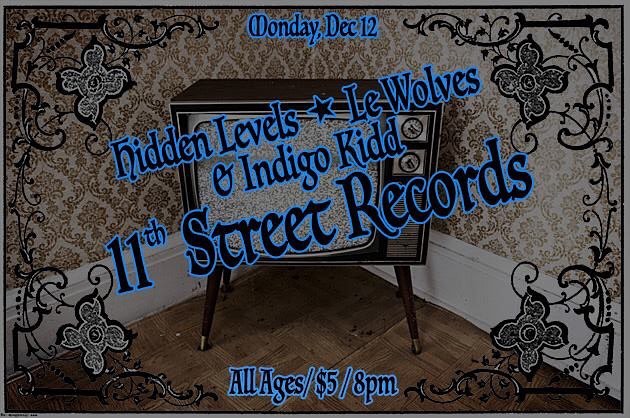 Monday, Dec 12
Hidden Levels ★ Le Wolves
& Indigo Kidd
11th Street Records
All Ages/$5/8pm